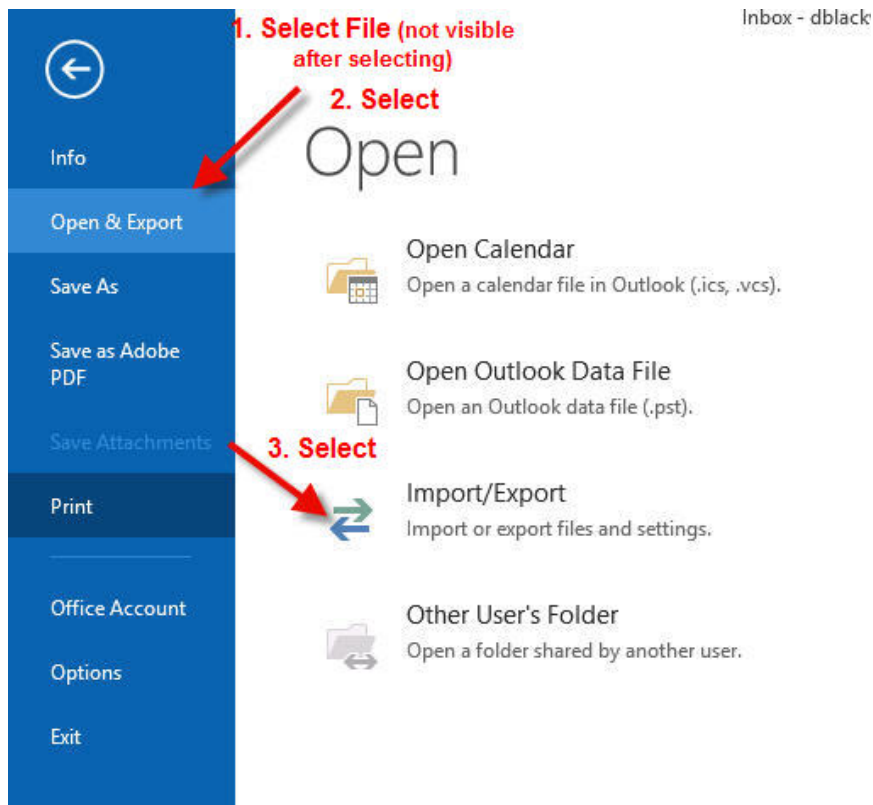 Inbox - dblack
1. Select File (not visible
after selecting)
2. Select
Open
Info
Open & Export
Save As
Save as Adobe
PDF
Save Attachments
Print
Office Account
Options
Exit
Open Calendar
Open a calendar file in Outlook (.ics, .vcs).
Open Outlook Data File
Open an Outlook data file (.pst).
3. Select
Import/Export
Import or export files and settings.
Other User's Folder
Open a folder shared by another user.